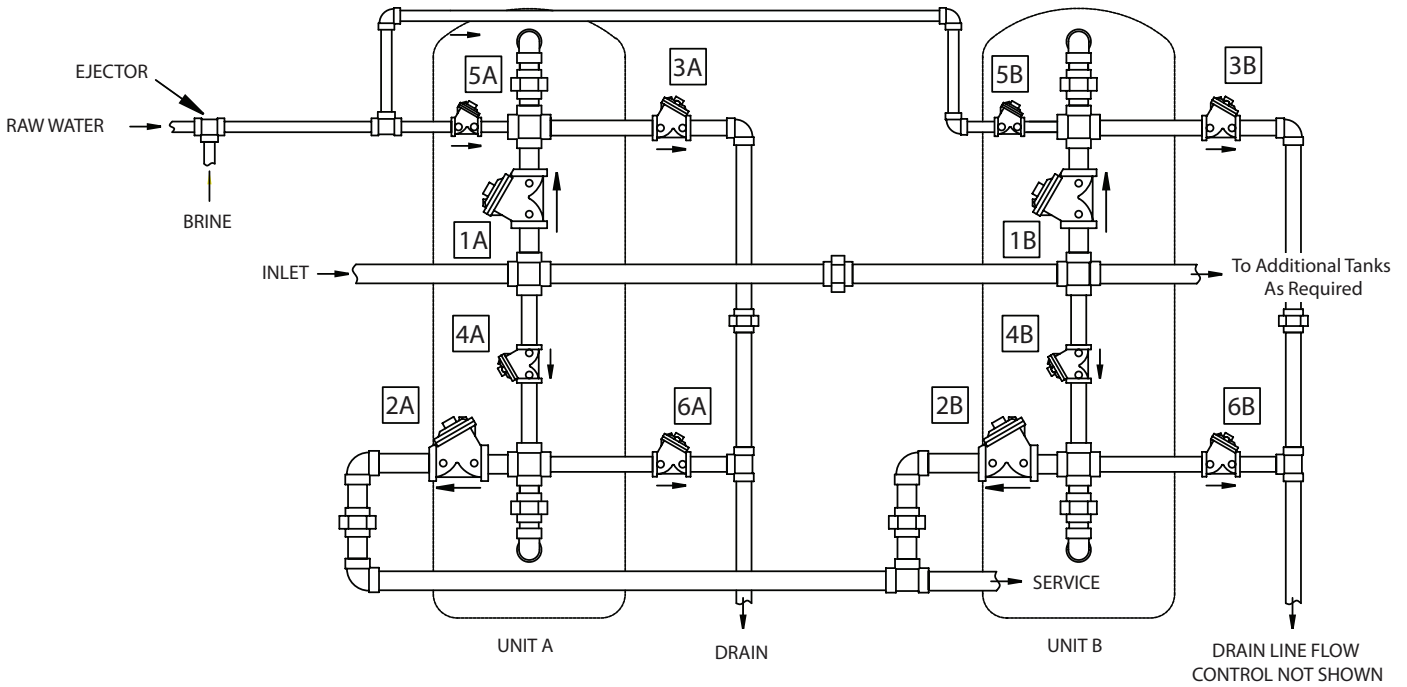 EJECTOR
5A
3A
5B
3B
RAW WATER
BRINE
1A
1B
INLET
To Additional Tanks
As Required
4A
4B
2A
6A
2B
6B
SERVICE
UNIT A
DRAIN
UNIT B
DRAIN LINE FLOW
CONTROL NOT SHOWN